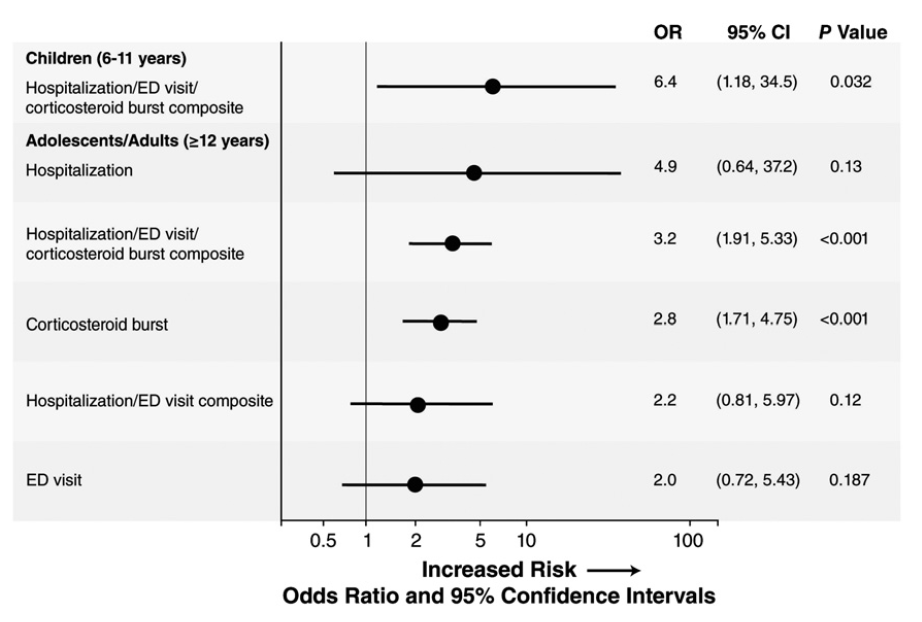 OR 95% CI P Value
Children (6-11 years)
Hospitalization/ED visit/
corticosteroid burst composite 6.4 (1.18, 34.5) 0.032
Adolescents/Adults (≥12 years)
Hospitalization 4.9 (0.64, 37.2) 0.13
Hospitalization/ED visit/
corticosteroid burst composite 3.2 (1.91, 5.33) <0.001
Corticosteroid burst 2.8 (1.71, 4.75) <0.001
Hospitalization/ED visit composite 2.2 (0.81, 5.97) 0.12
ED visit 2.0 (0.72, 5.43) 0.187
0.5 1 2 5 10 100
Increased Risk
Odds Ratio and 95% Confidence Intervals